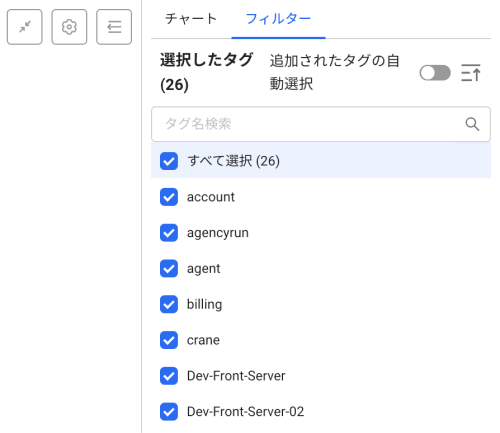 チャート
フィルター
選択したタグ
(26)
追加されたタグの自
動選択
タグ名検索
すべて選択 (26)
account
agencyrun
agent
billing
crane
Dev-Front-Server
Dev-Front-Server-02